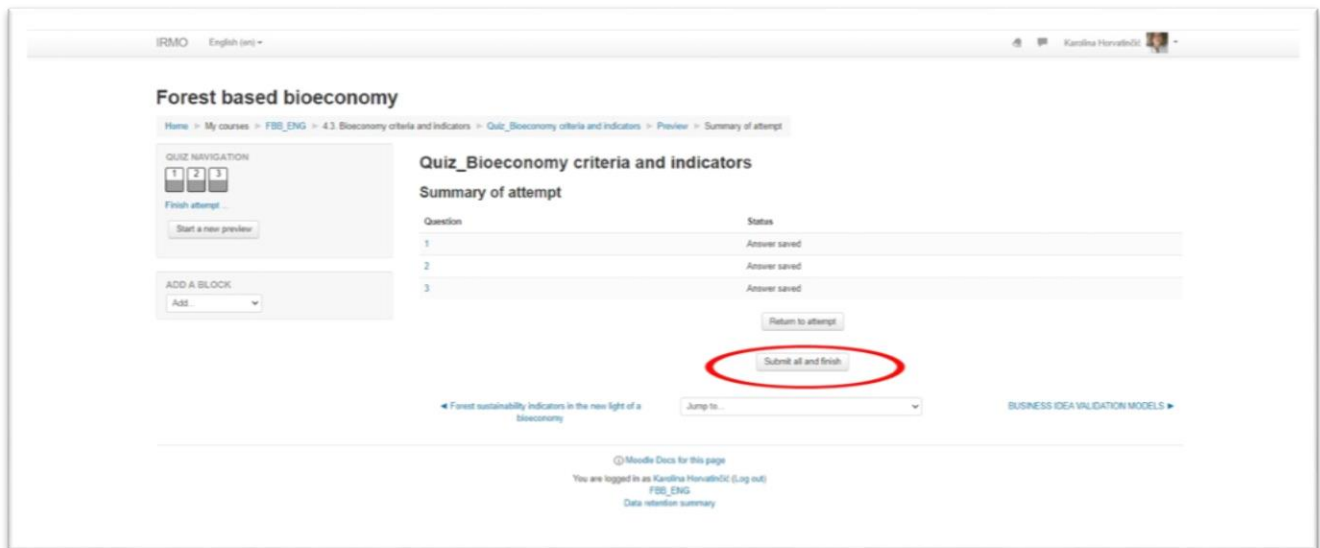 IRMO English (en)
Karolina Horvatinčić
Forest based bioeconomy
Home > My courses > FBB_ENG > 4.3. Bioeconomy criteria and indicators > Quiz_Bioeconomy criteria and indicators > Preview > Summary of attempt
QUIZ NAVIGATION
1 2 3
Finish attempt ...
Start a new preview
ADD A BLOCK
Add...
Quiz_Bioeconomy criteria and indicators
Summary of attempt
Question Status
1 Answer saved
2 Answer saved
3 Answer saved
Return to attempt
Submit all and finish
◄ Forest sustainability indicators in the new light of a
bioeconomy
Jump to...
BUSINESS IDEA VALIDATION MODELS ►
Moodle Docs for this page
You are logged in as Karolina Horvatinčić (Log out)
FBB_ENG
Data retention summary